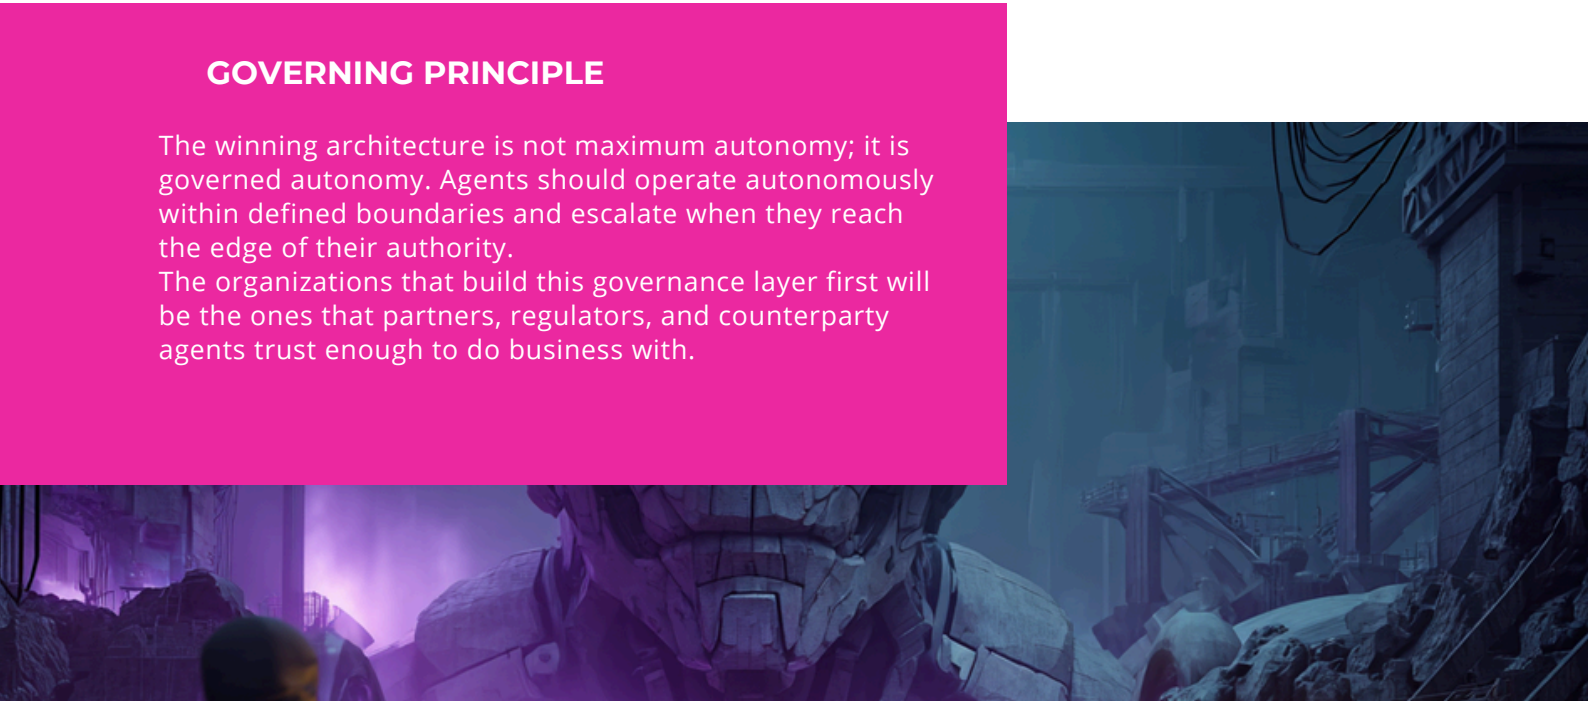 GOVERNING PRINCIPLE
The winning architecture is not maximum autonomy; it is
governed autonomy. Agents should operate autonomously
within defined boundaries and escalate when they reach
the edge of their authority.
The organizations that build this governance layer first will
be the ones that partners, regulators, and counterparty
agents trust enough to do business with.